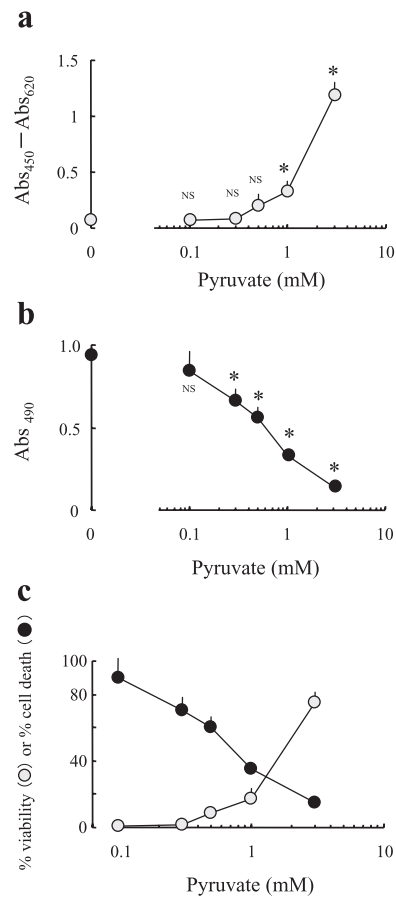 a
Abs450 — Abs620
1.5
1
0.5
0
NS
NS
NS
*
*
0
0.1
1
10
Pyruvate (mM)
b
Abs 490
1.0
0.5
0
NS
*
*
*
*
0
0.1
1
10
Pyruvate (mM)
c
% viability (○) or % cell death (●)
100
80
40
0
0.1
1
10
Pyruvate (mM)